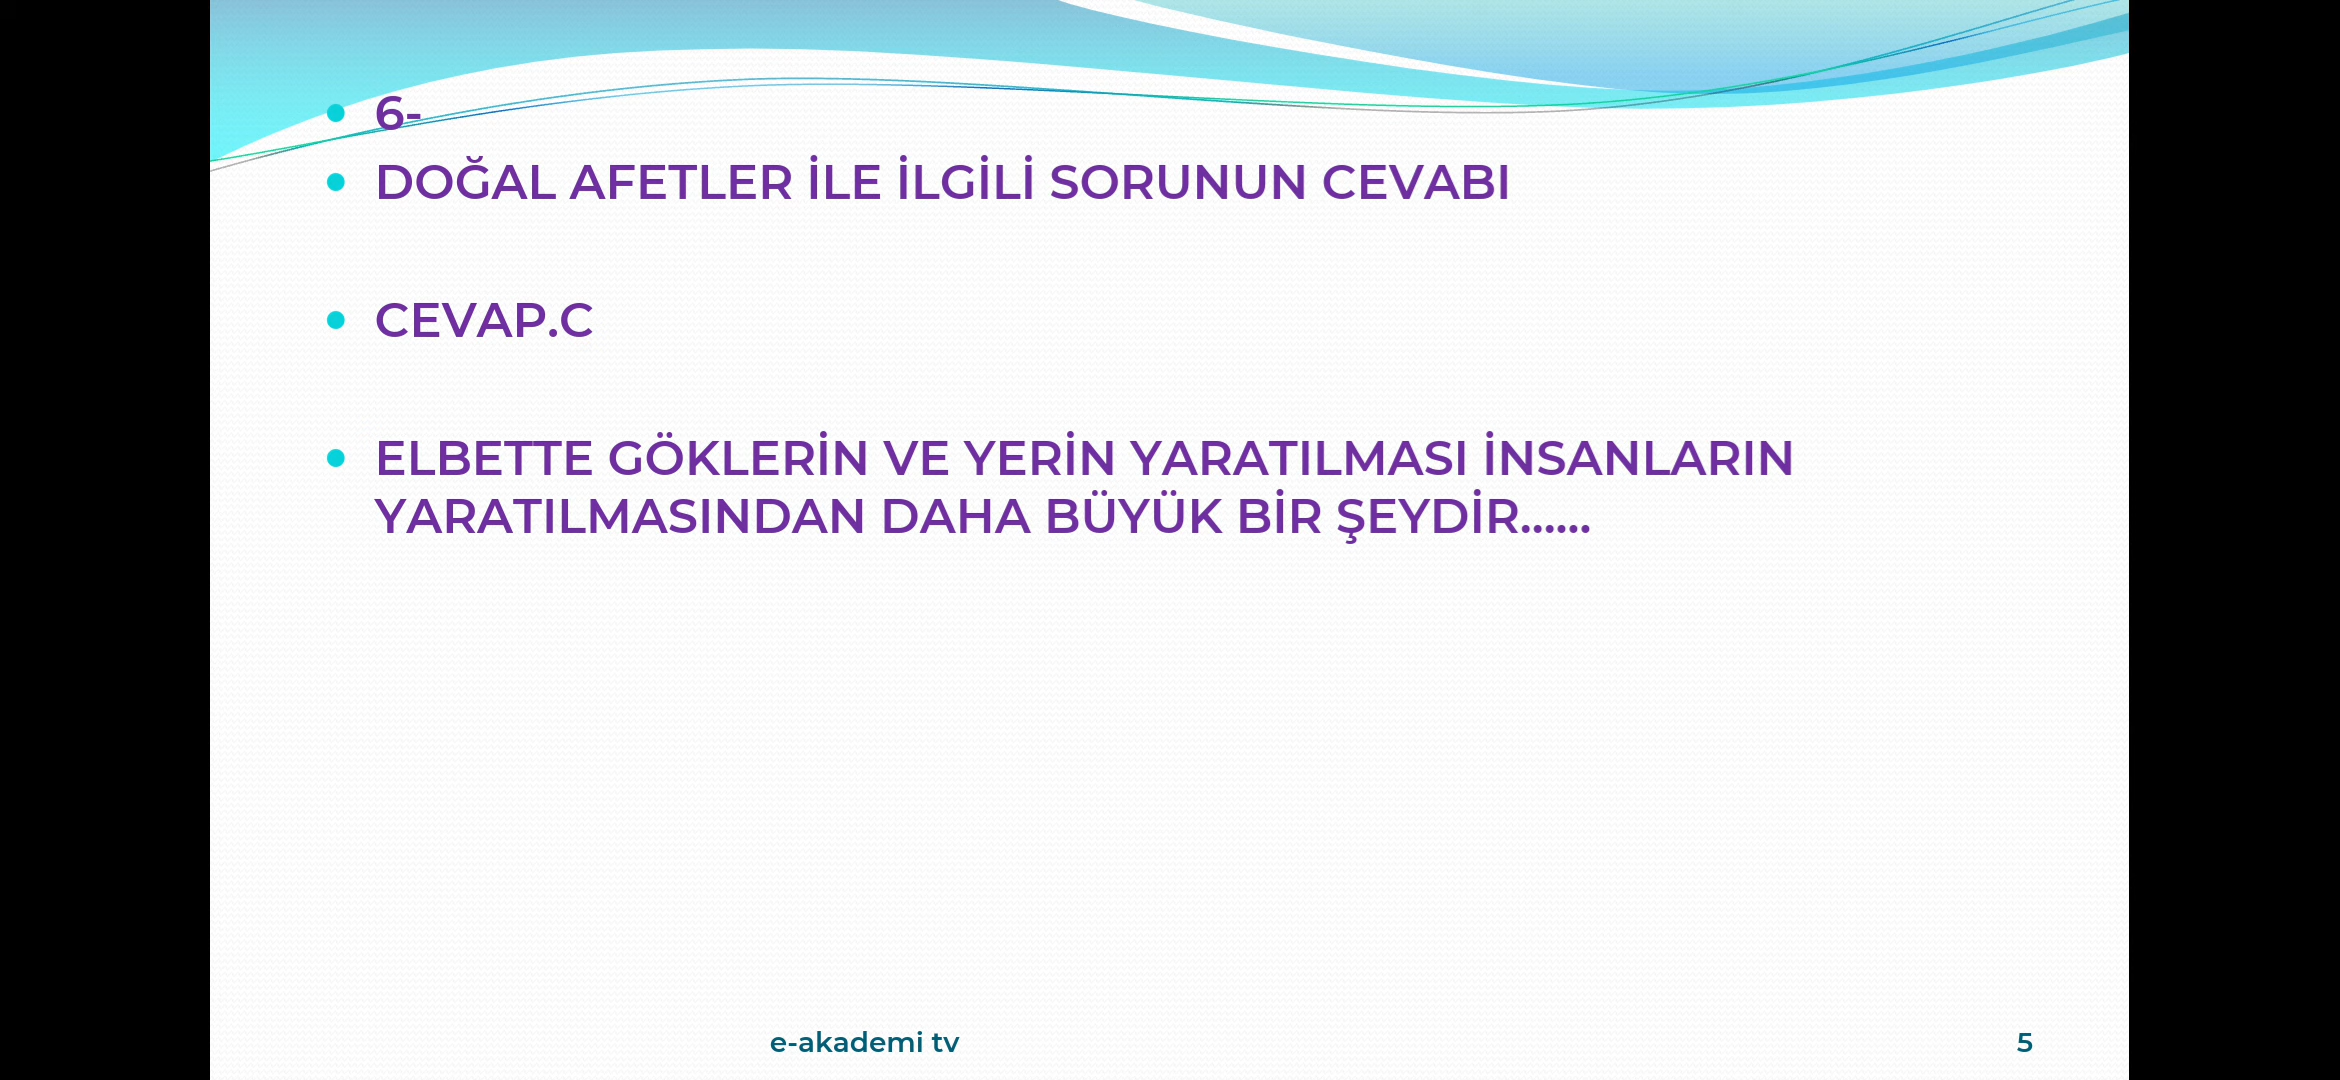 6-
DOĞAL AFETLER İLE İLGİLİ SORUNUN CEVABI
CEVAP.C
ELBETTE GÖKLERİN VE YERİN YARATILMASI İNSANLARIN
YARATILMASINDAN DAHA BÜYÜK BİR ŞEYDİR......
e-akademi tv
5